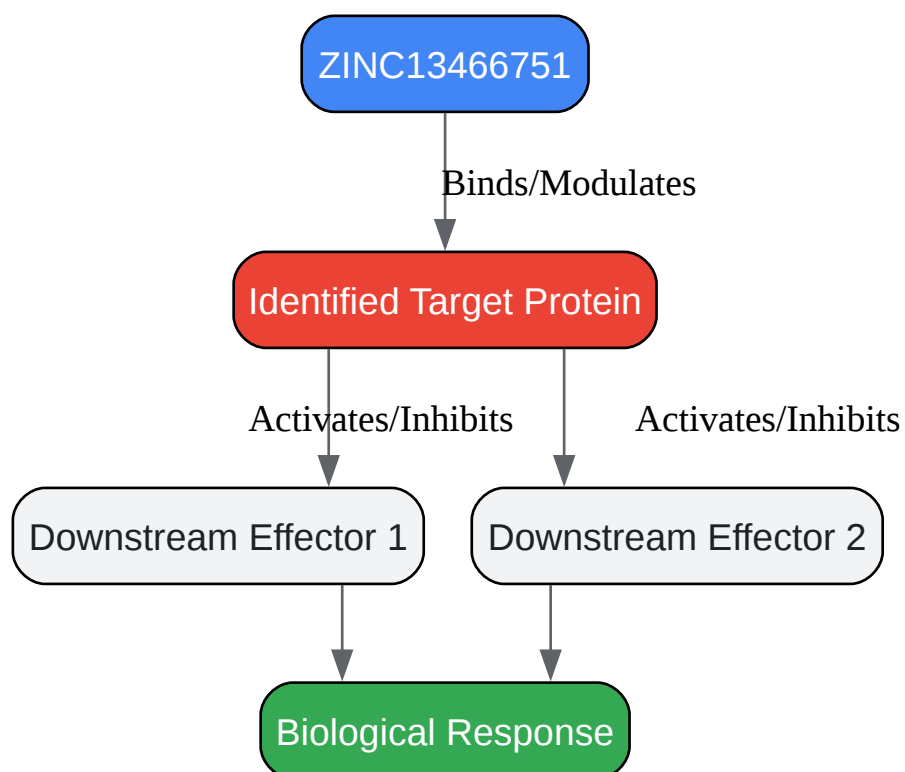 ZINC13466751
Binds/Modulates
Identified Target Protein
Activates/Inhibits
Activates/Inhibits
Downstream Effector 1
Downstream Effector 2
Biological Response